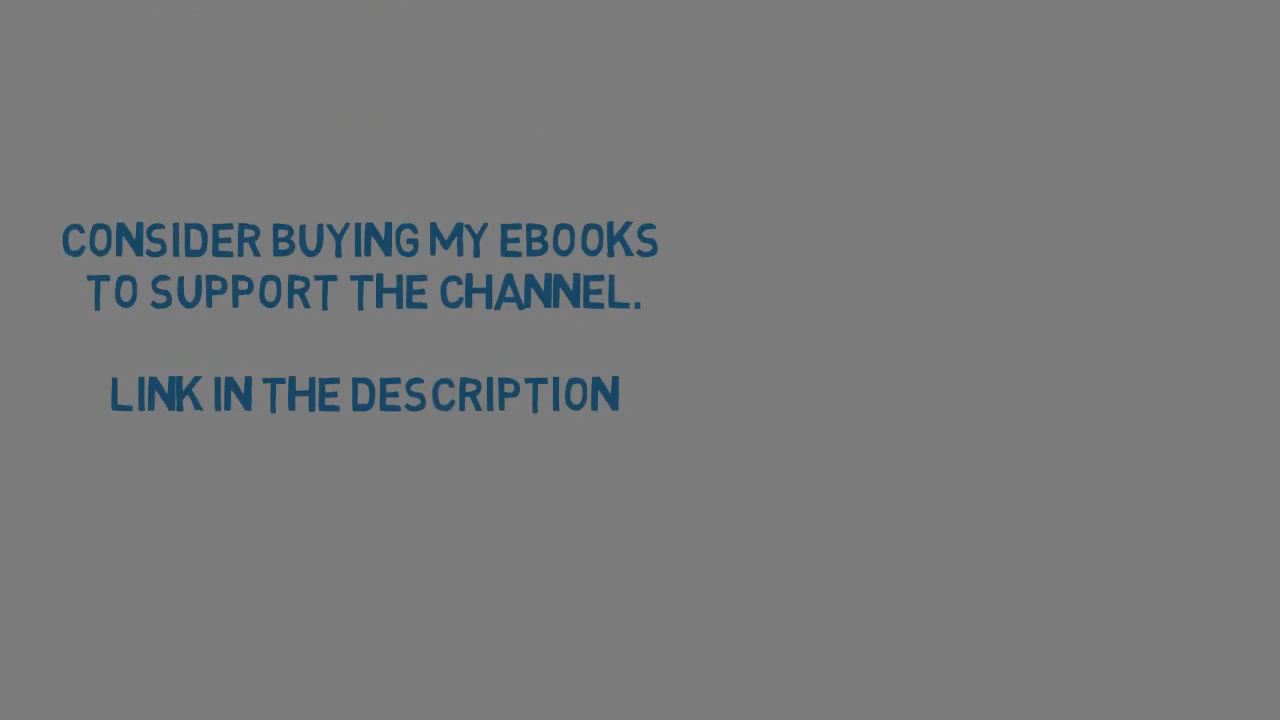 CONSIDER BUYING MY EBOOKS
TO SUPPORT THE CHANNEL.
LINK IN THE DESCRIPTION